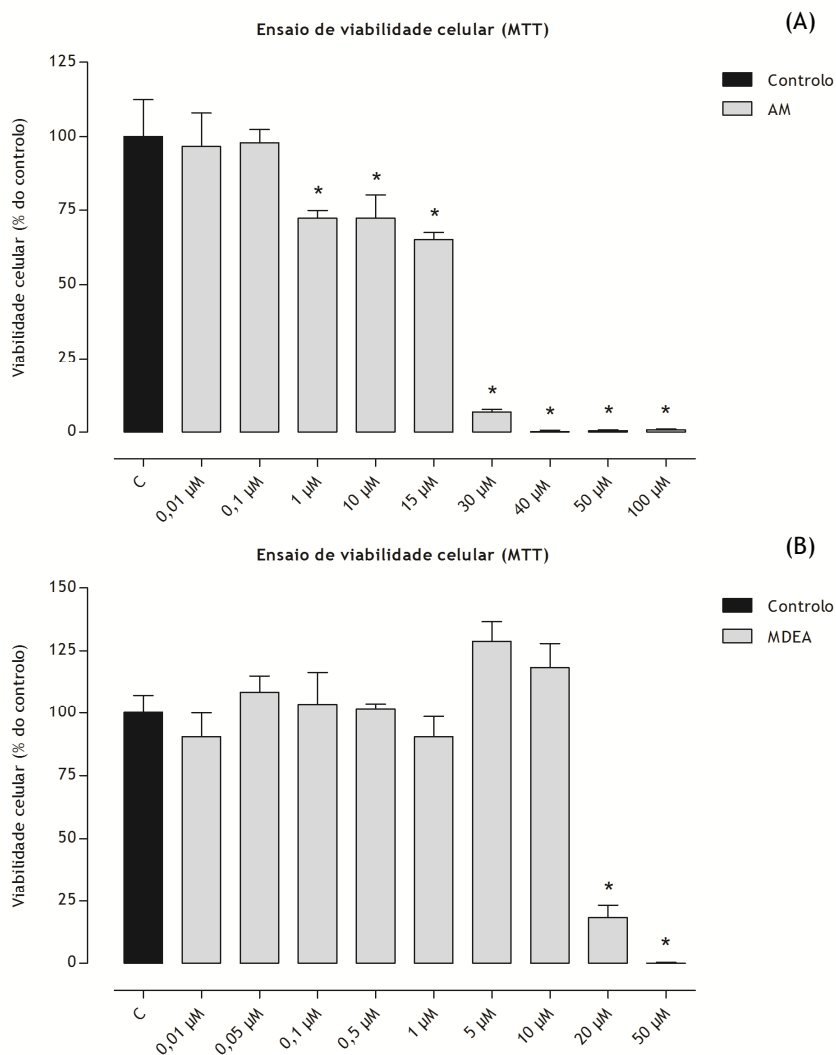 (A)
Ensaio de viabilidade celular (MTT)
Viabilidade celular (% do controlo)
125
100
75
50
25
0
* * * * * * *
C 0,01 µM 0,1 µM 1 µM 10 µM 15 µM 30 µM 40 µM 50 µM 100 µM
Controlo
AM
(B)
Ensaio de viabilidade celular (MTT)
Viabilidade celular (% do controlo)
150
125
100
75
50
25
0
* *
C 0,01 µM 0,05 µM 0,1 µM 0,5 µM 1 µM 5 µM 10 µM 20 µM 50 µM
Controlo
MDEA